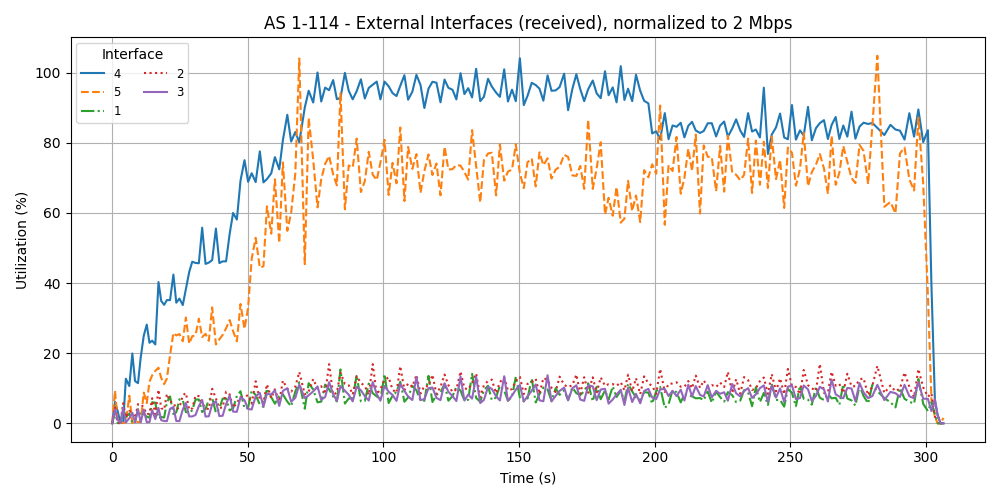 AS 1-114 - External Interfaces (received), normalized to 2 Mbps
Interface
4 2
5 3
1
Utilization (%)
100
80
60
40
20
0
0 50 100 150 200 250 300
Time (s)